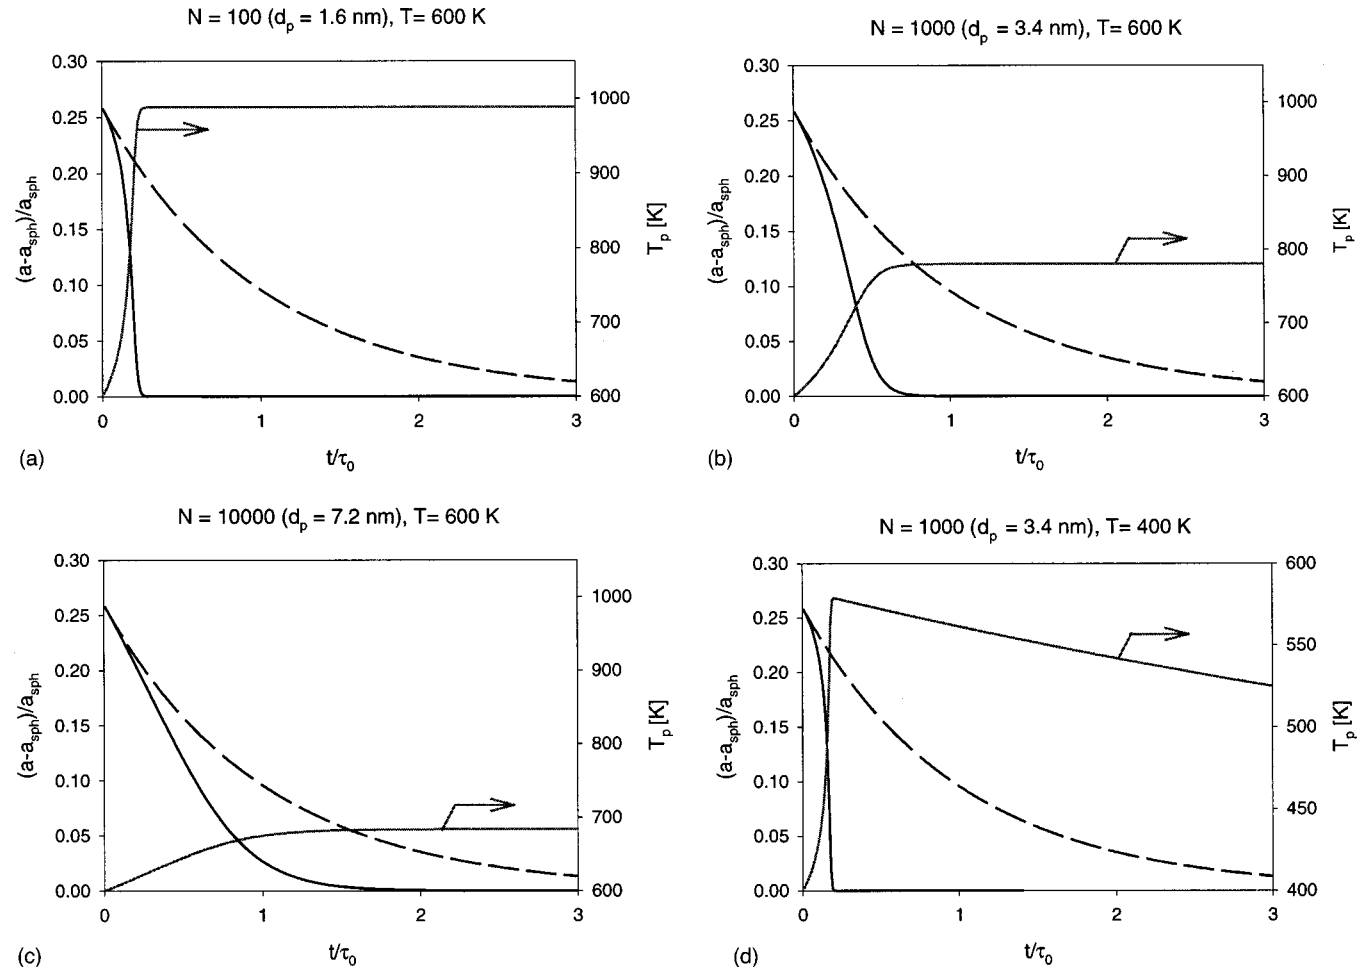 N = 100 (dp = 1.6 nm), T= 600 K
0.30
0.25
0.20
0.15
0.10
0.05
0.00
(a-asph)/asph
1000
900
800
700
600
Tp [K]
0 1 2 3
t/τ0
(a)
N = 1000 (dp = 3.4 nm), T= 600 K
0.30
0.25
0.20
0.15
0.10
0.05
0.00
(a-asph)/asph
1000
900
800
700
600
Tp [K]
0 1 2 3
t/τ0
(b)
N = 10000 (dp = 7.2 nm), T= 600 K
0.30
0.25
0.20
0.15
0.10
0.05
0.00
(a-asph)/asph
1000
900
800
700
600
Tp [K]
0 1 2 3
t/τ0
(c)
N = 1000 (dp = 3.4 nm), T= 400 K
0.30
0.25
0.20
0.15
0.10
0.05
0.00
(a-asph)/asph
600
550
500
450
400
Tp [K]
0 1 2 3
t/τ0
(d)